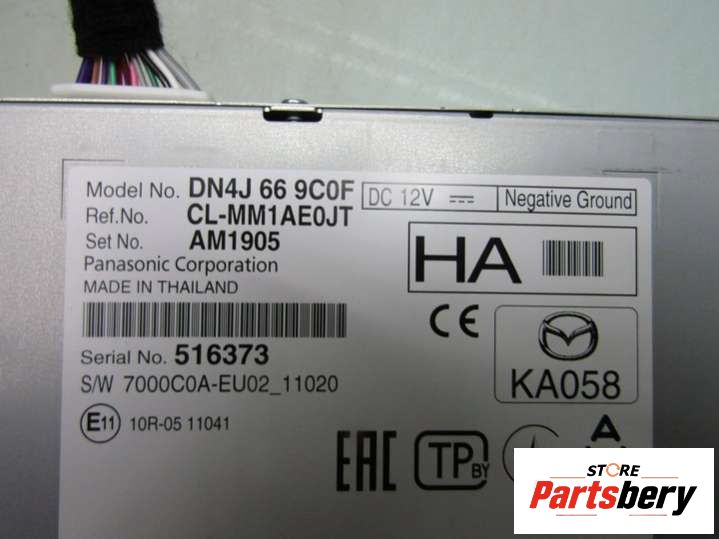 Model No. DN4J 66 9C0F
DC 12V Negative Ground
Ref.No. CL-MM1AE0JT
Set No. AM1905
Panasonic Corporation
MADE IN THAILAND
HA
CE
Serial No. 516373
S/W 7000C0A-EU02_11020
KA058
E11 10R-05 11041
EAC
TP BY
A
STORE
Partsbery